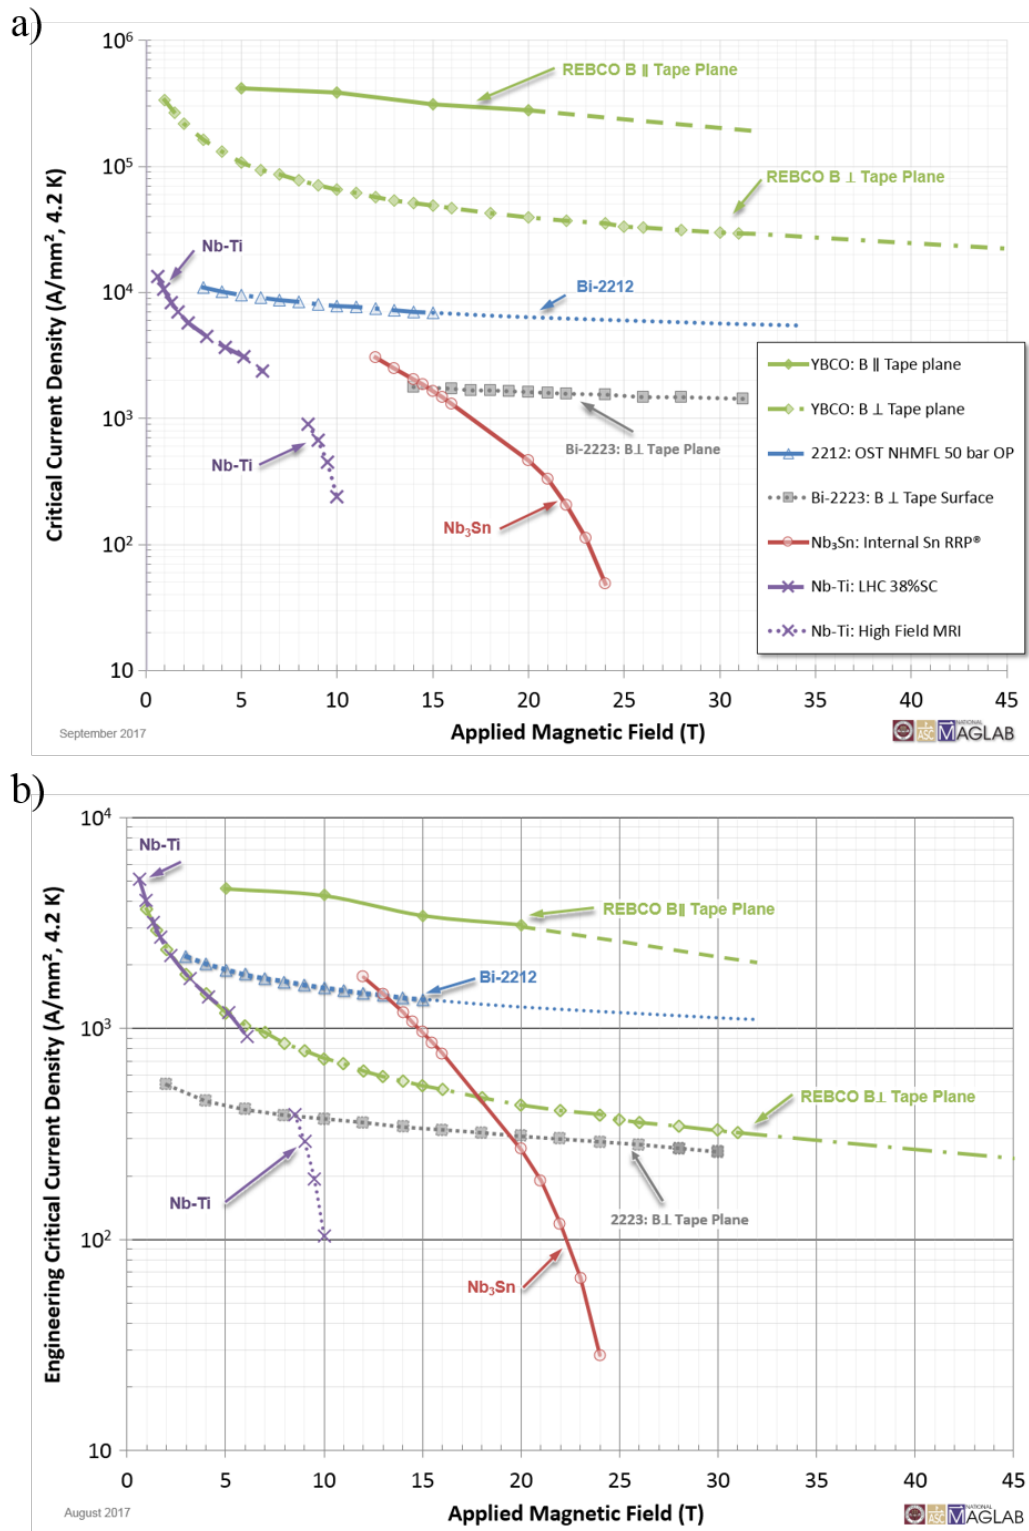 a)
10⁶
10⁵
10⁴
10³
10²
10
Critical Current Density (A/mm², 4.2 K)
REBCO B ∥ Tape Plane
REBCO B ⊥ Tape Plane
Nb-Ti
Bi-2212
Bi-2223: B⊥ Tape Plane
Nb-Ti
Nb₃Sn
YBCO: B ∥ Tape plane
YBCO: B ⊥ Tape plane
2212: OST NHMFL 50 bar OP
Bi-2223: B ⊥ Tape Surface
Nb₃Sn: Internal Sn RRP®
Nb-Ti: LHC 38%SC
Nb-Ti: High Field MRI
0 5 10 15 20 25 30 35 40 45
Applied Magnetic Field (T)
September 2017
ASC
NATIONAL
MAGLAB
b)
10⁴
10³
10²
10
Engineering Critical Current Density (A/mm², 4.2 K)
Nb-Ti
REBCO B∥ Tape Plane
Bi-2212
REBCO B⊥ Tape Plane
Nb-Ti
2223: B⊥ Tape Plane
Nb₃Sn
0 5 10 15 20 25 30 35 40 45
Applied Magnetic Field (T)
August 2017
ASC
NATIONAL
MAGLAB